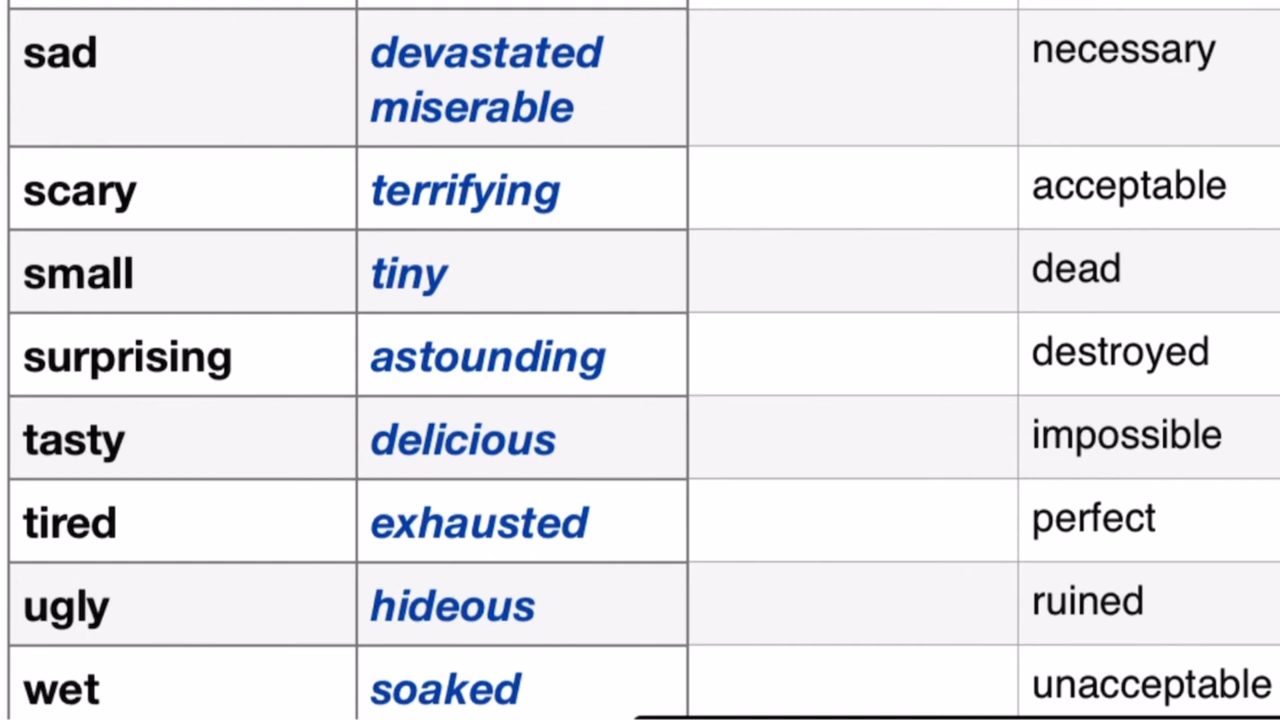 sad devastated necessary
miserable
scary terrifying acceptable
small tiny dead
surprising astounding destroyed
tasty delicious impossible
tired exhausted perfect
ugly hideous ruined
wet soaked unacceptable